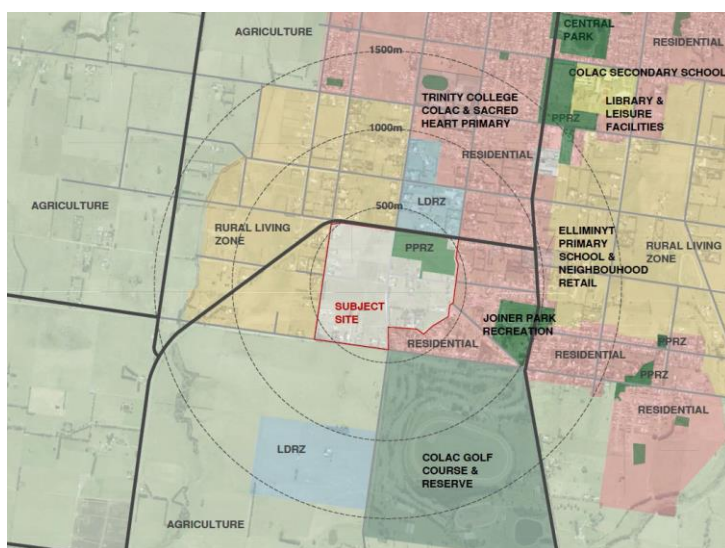 CENTRAL
PARK
AGRICULTURE
RESIDENTIAL
1500m
COLAC SECONDARY SCHOOL
TRINITY COLLEGE
COLAC & SACRED
HEART PRIMARY
LIBRARY &
LEISURE
FACILITIES
PPRZ
1000m
RESIDENTIAL
LDRZ
AGRICULTURE
500m
RURAL LIVING
ZONE
ELLIMINYT
PRIMARY
SCHOOL &
NEIGHBOUHOOD
RETAIL
RURAL LIVING
ZONE
PPRZ
SUBJECT
SITE
JOINER PARK
RECREATION
RESIDENTIAL
PPRZ
RESIDENTIAL
PPRZ
RESIDENTIAL
LDRZ
COLAC GOLF
COURSE &
RESERVE
AGRICULTURE